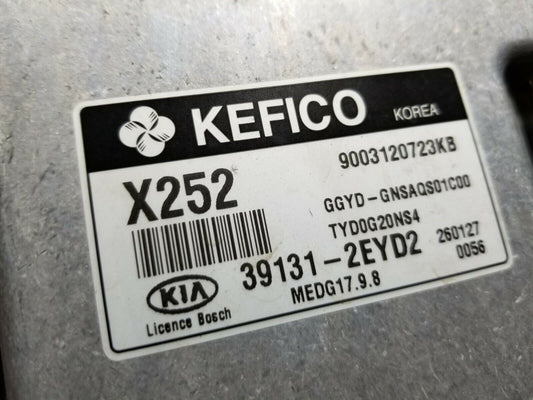 KEFICO KOREA
9003120723KB
X252
GGYD-GNSAQS01C00
TYD0G20NS4
39131-2EYD2 260127
0056
KIA MEDG17.9.8
Licence Bosch